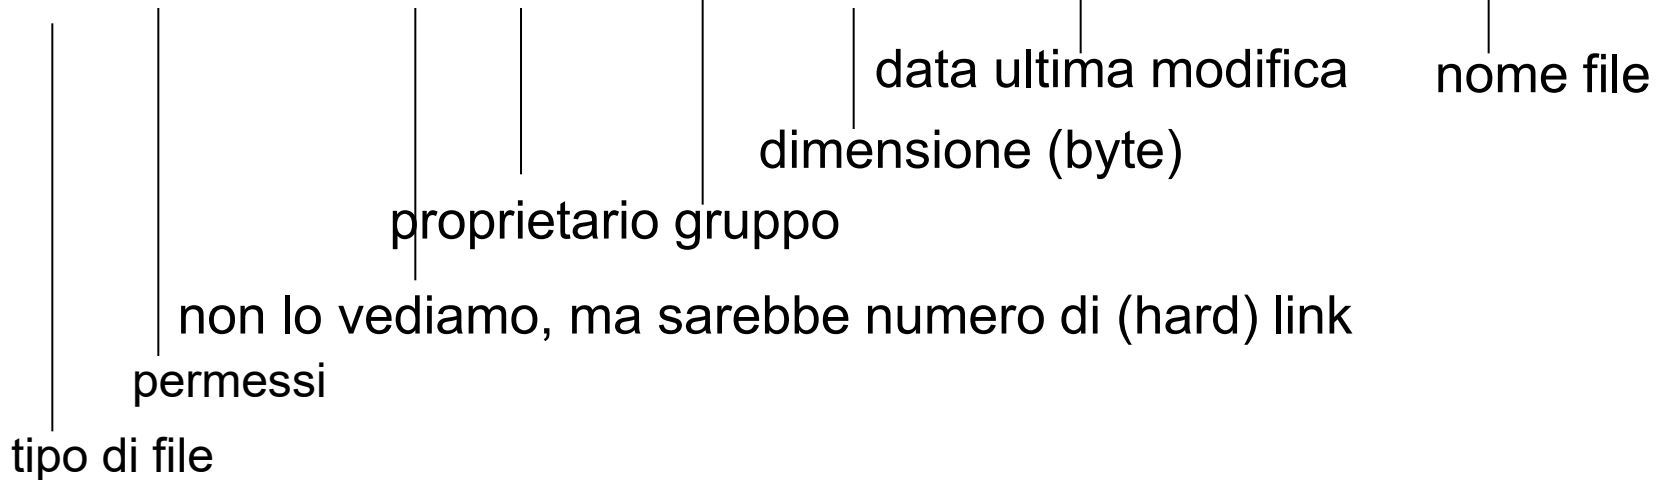 data ultima modifica nome file
dimensione (byte)
proprietario gruppo
non lo vediamo, ma sarebbe numero di (hard) link
permessi
tipo di file